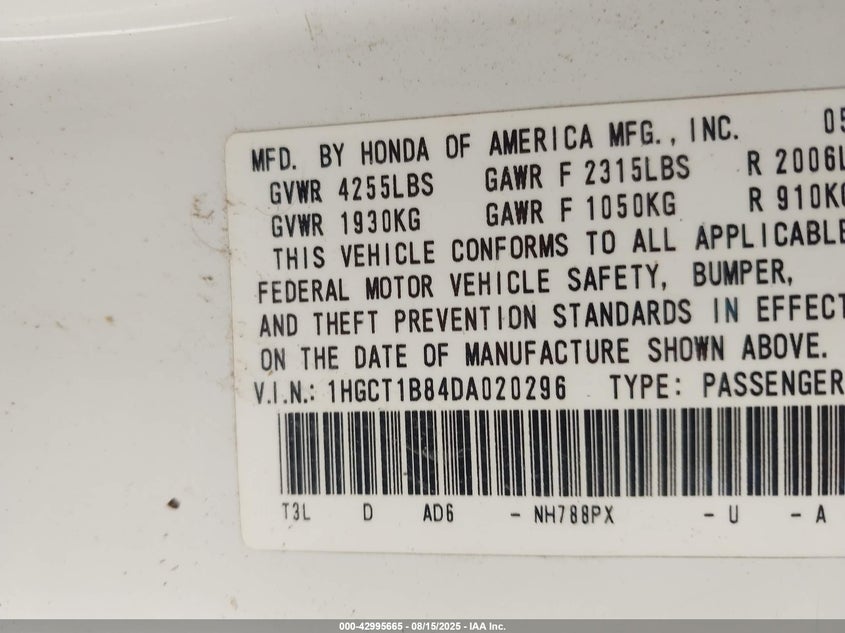 MFD. BY HONDA OF AMERICA MFG., INC. 05
GVWR 4255LBS GAWR F 2315LBS R 2006L
GVWR 1930KG GAWR F 1050KG R 910KG
THIS VEHICLE CONFORMS TO ALL APPLICABLE
FEDERAL MOTOR VEHICLE SAFETY, BUMPER,
AND THEFT PREVENTION STANDARDS IN EFFECT
ON THE DATE OF MANUFACTURE SHOWN ABOVE.
V.I.N.: 1HGCT1B84DA020296 TYPE: PASSENGER
T3L D AD6 - NH788PX - U - A
000-42995665 - 08/15/2025 - IAA Inc.